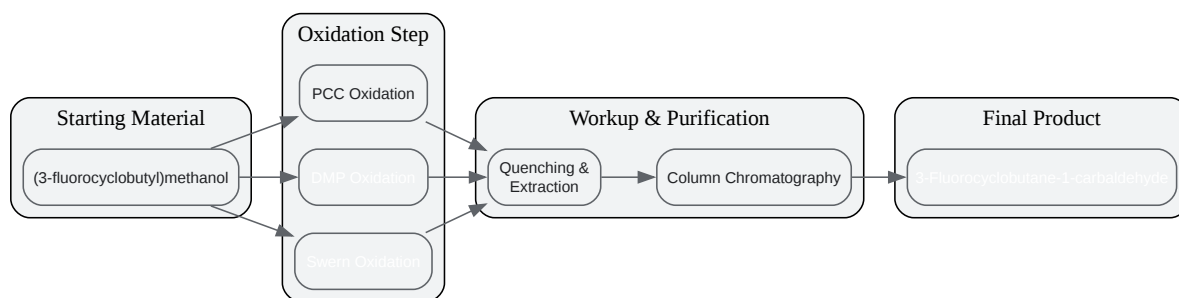 Oxidation Step
PCC Oxidation
Starting Material
Workup & Purification
Final Product
(3-fluorocyclobutyl)methanol
DMP Oxidation
Quenching &
Extraction
Column Chromatography
3-Fluorocyclobutane-1-carbaldehyde
Swern Oxidation